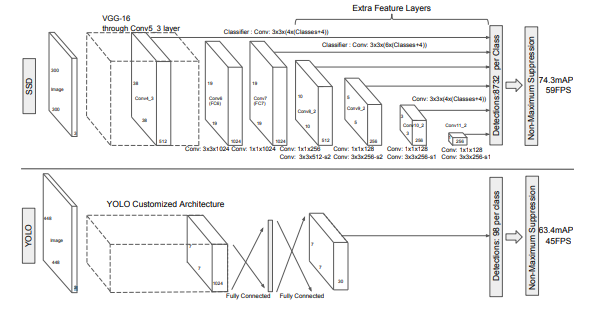 Extra Feature Layers
VGG-16
through Conv5_3 layer
Classifier : Conv: 3x3x(4x(Classes+4))
Classifier : Conv: 3x3x(6x(Classes+4))
SSD
300
Image
300
3
38
Conv4_3
38
512
19
Conv6
(FC6)
19
1024
19
Conv7
(FC7)
19
1024
10
Conv8_2
10
512
5
Conv9_2
5
256
Conv: 3x3x(4x(Classes+4))
3
Conv10_2
3
256
Conv11_2
256
Conv: 3x3x1024
Conv: 1x1x1024
Conv: 1x1x256
Conv: 3x3x512-s2
Conv: 1x1x128
Conv: 3x3x256-s2
Conv: 1x1x128
Conv: 3x3x256-s1
Conv: 1x1x128
Conv: 3x3x256-s1
Detections:8732 per Class
Non-Maximum Suppression
74.3mAP
59FPS
YOLO Customized Architecture
YOLO
448
Image
448
7
7
1024
Fully Connected
Fully Connected
7
7
30
Detections: 98 per class
Non-Maximum Suppression
63.4mAP
45FPS